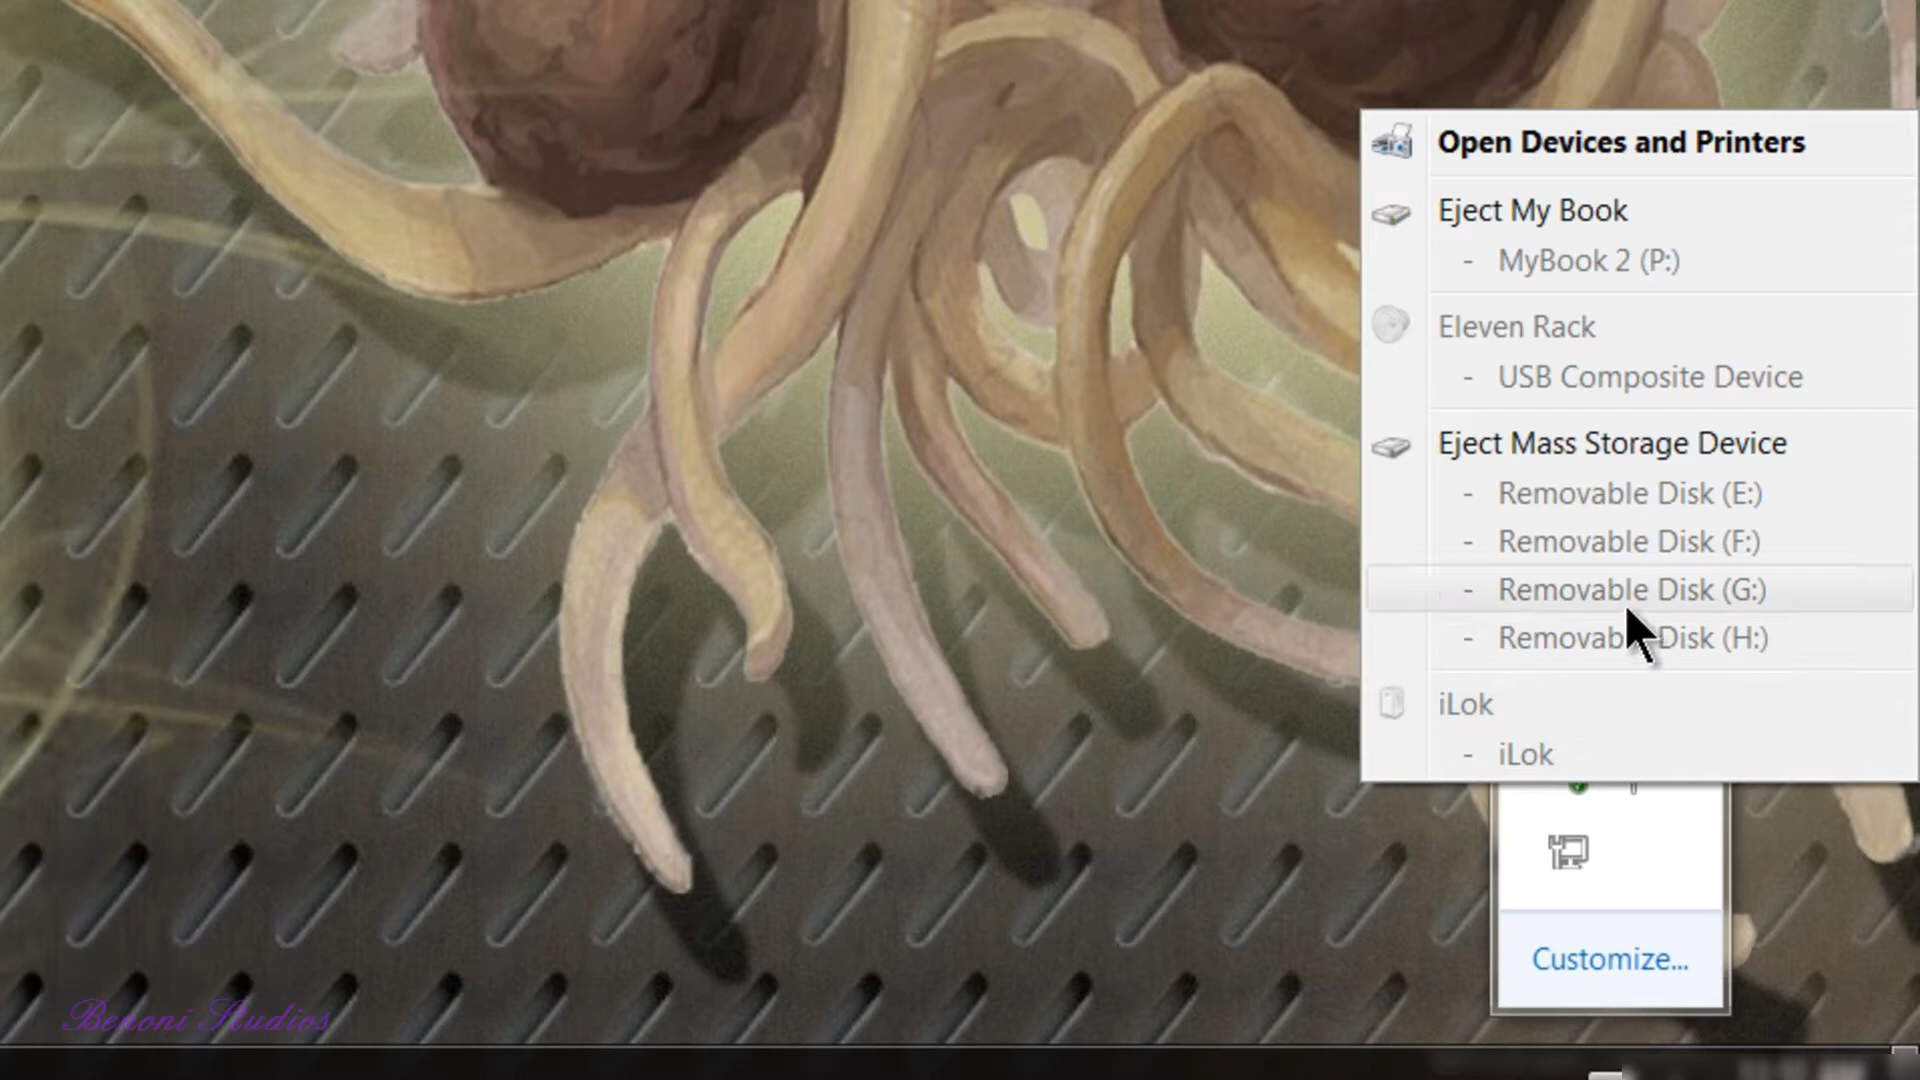 Open Devices and Printers
Eject My Book
- MyBook 2 (P:)
Eleven Rack
- USB Composite Device
Eject Mass Storage Device
- Removable Disk (E:)
- Removable Disk (F:)
- Removable Disk (G:)
- Removable Disk (H:)
iLok
- iLok
Customize...
Benoni Studios